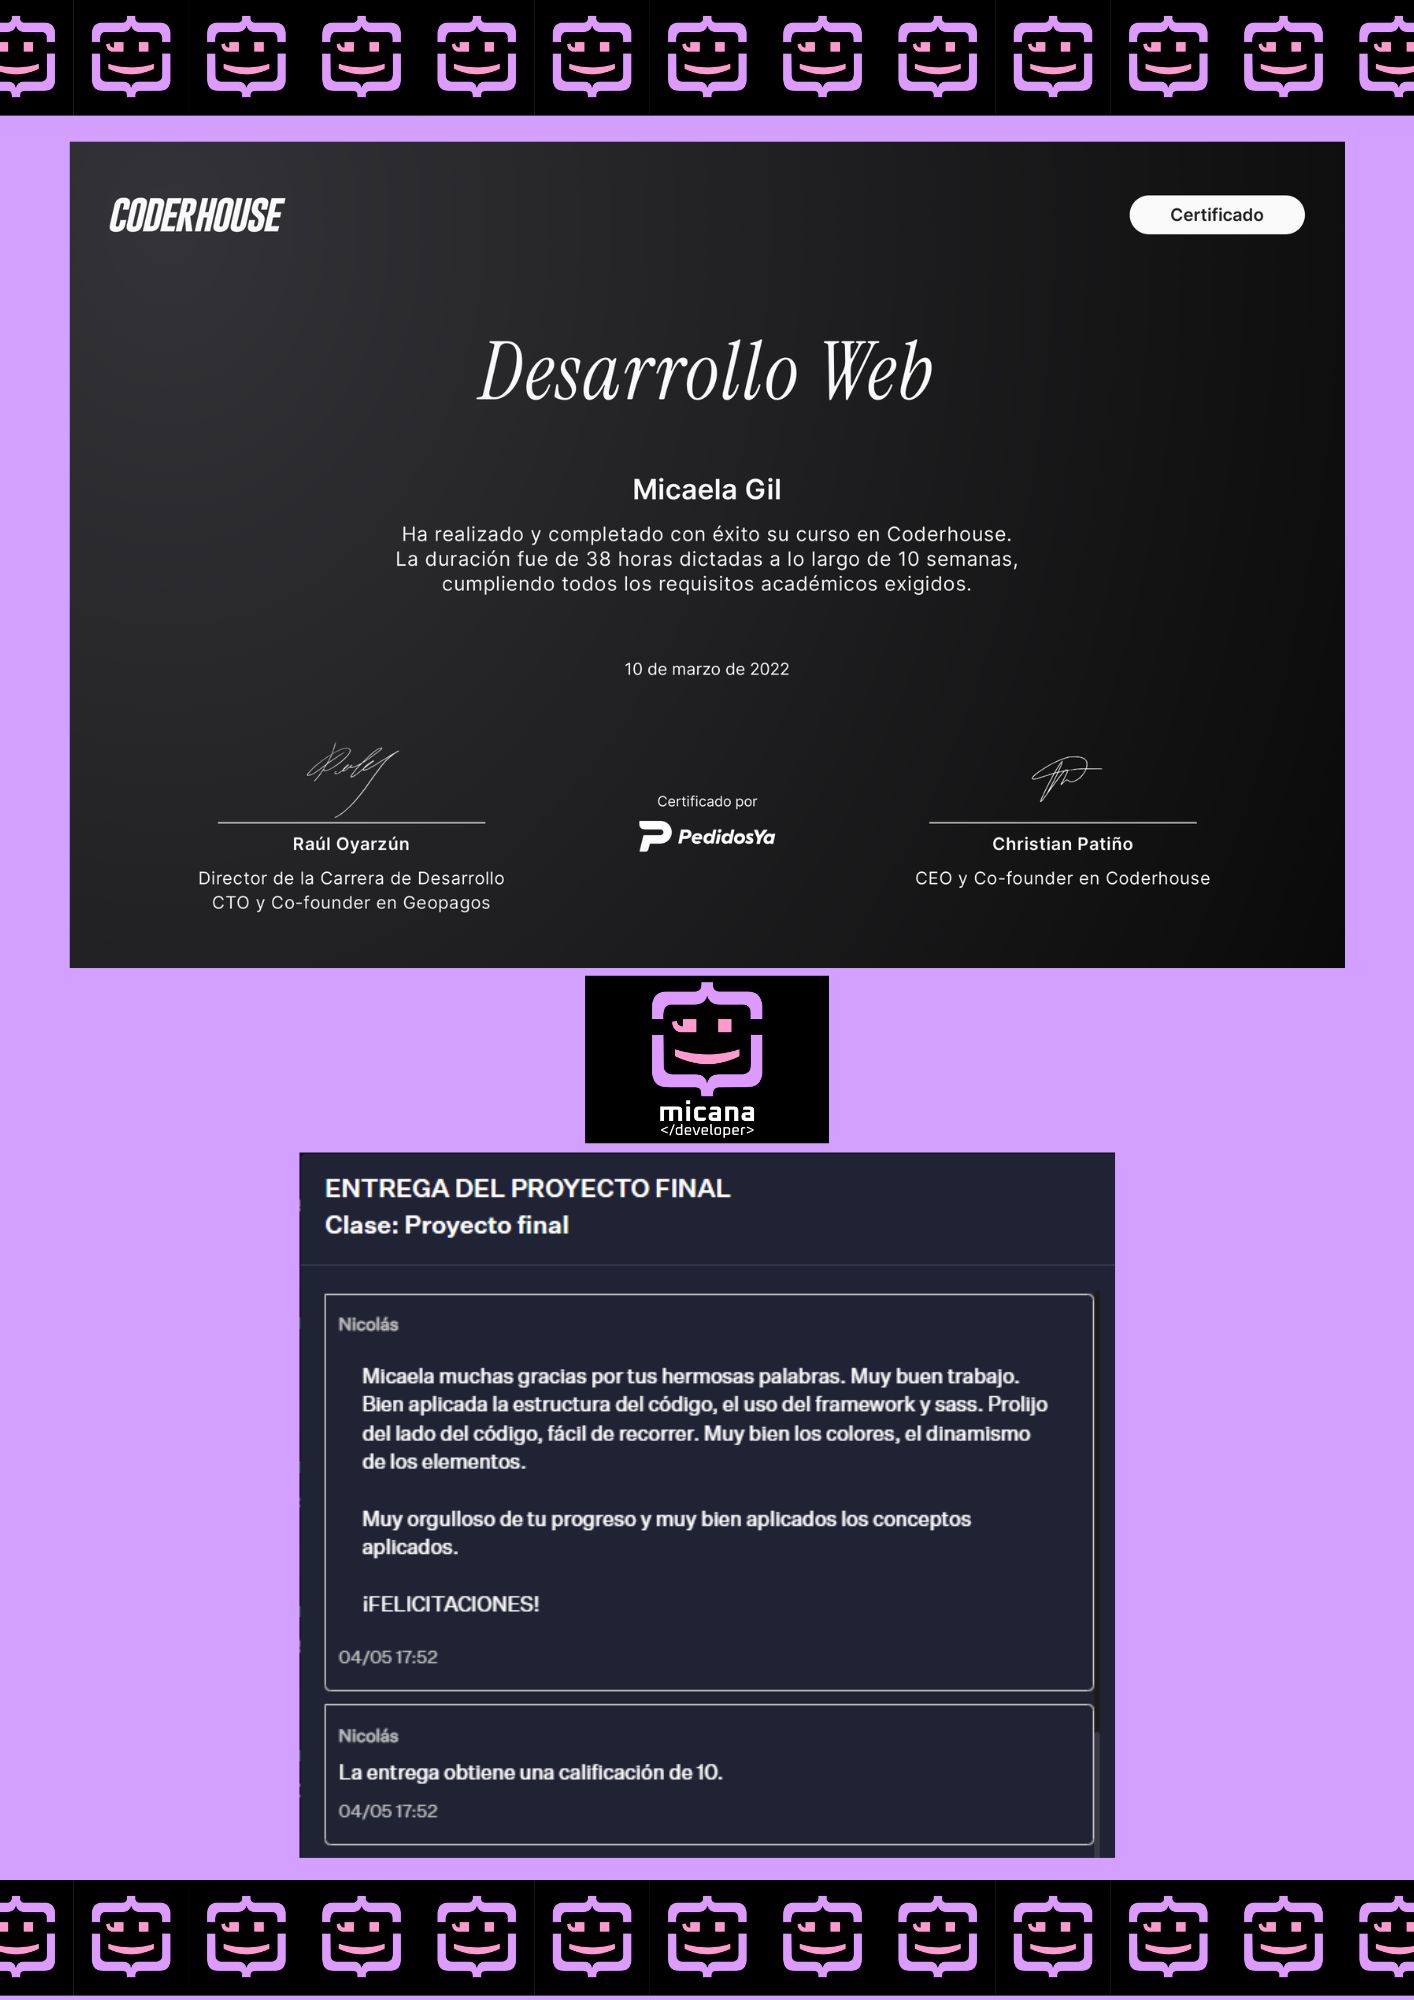 CODERHOUSE
Certificado
Desarrollo Web
Micaela Gil
Ha realizado y completado con éxito su curso en Coderhouse.
La duración fue de 38 horas dictadas a lo largo de 10 semanas,
cumpliendo todos los requisitos académicos exigidos.
10 de marzo de 2022
Raúl Oyarzún
Director de la Carrera de Desarrollo
CTO y Co-founder en Geopagos
Certificado por
PedidosYa
Christian Patiño
CEO y Co-founder en Coderhouse
micana
</developer>
ENTREGA DEL PROYECTO FINAL
Clase: Proyecto final
Nicolás
Micaela muchas gracias por tus hermosas palabras. Muy buen trabajo.
Bien aplicada la estructura del código, el uso del framework y sass. Prolijo
del lado del código, fácil de recorrer. Muy bien los colores, el dinamismo
de los elementos.
Muy orgulloso de tu progreso y muy bien aplicados los conceptos
aplicados.
¡FELICITACIONES!
04/05 17:52
Nicolás
La entrega obtiene una calificación de 10.
04/05 17:52